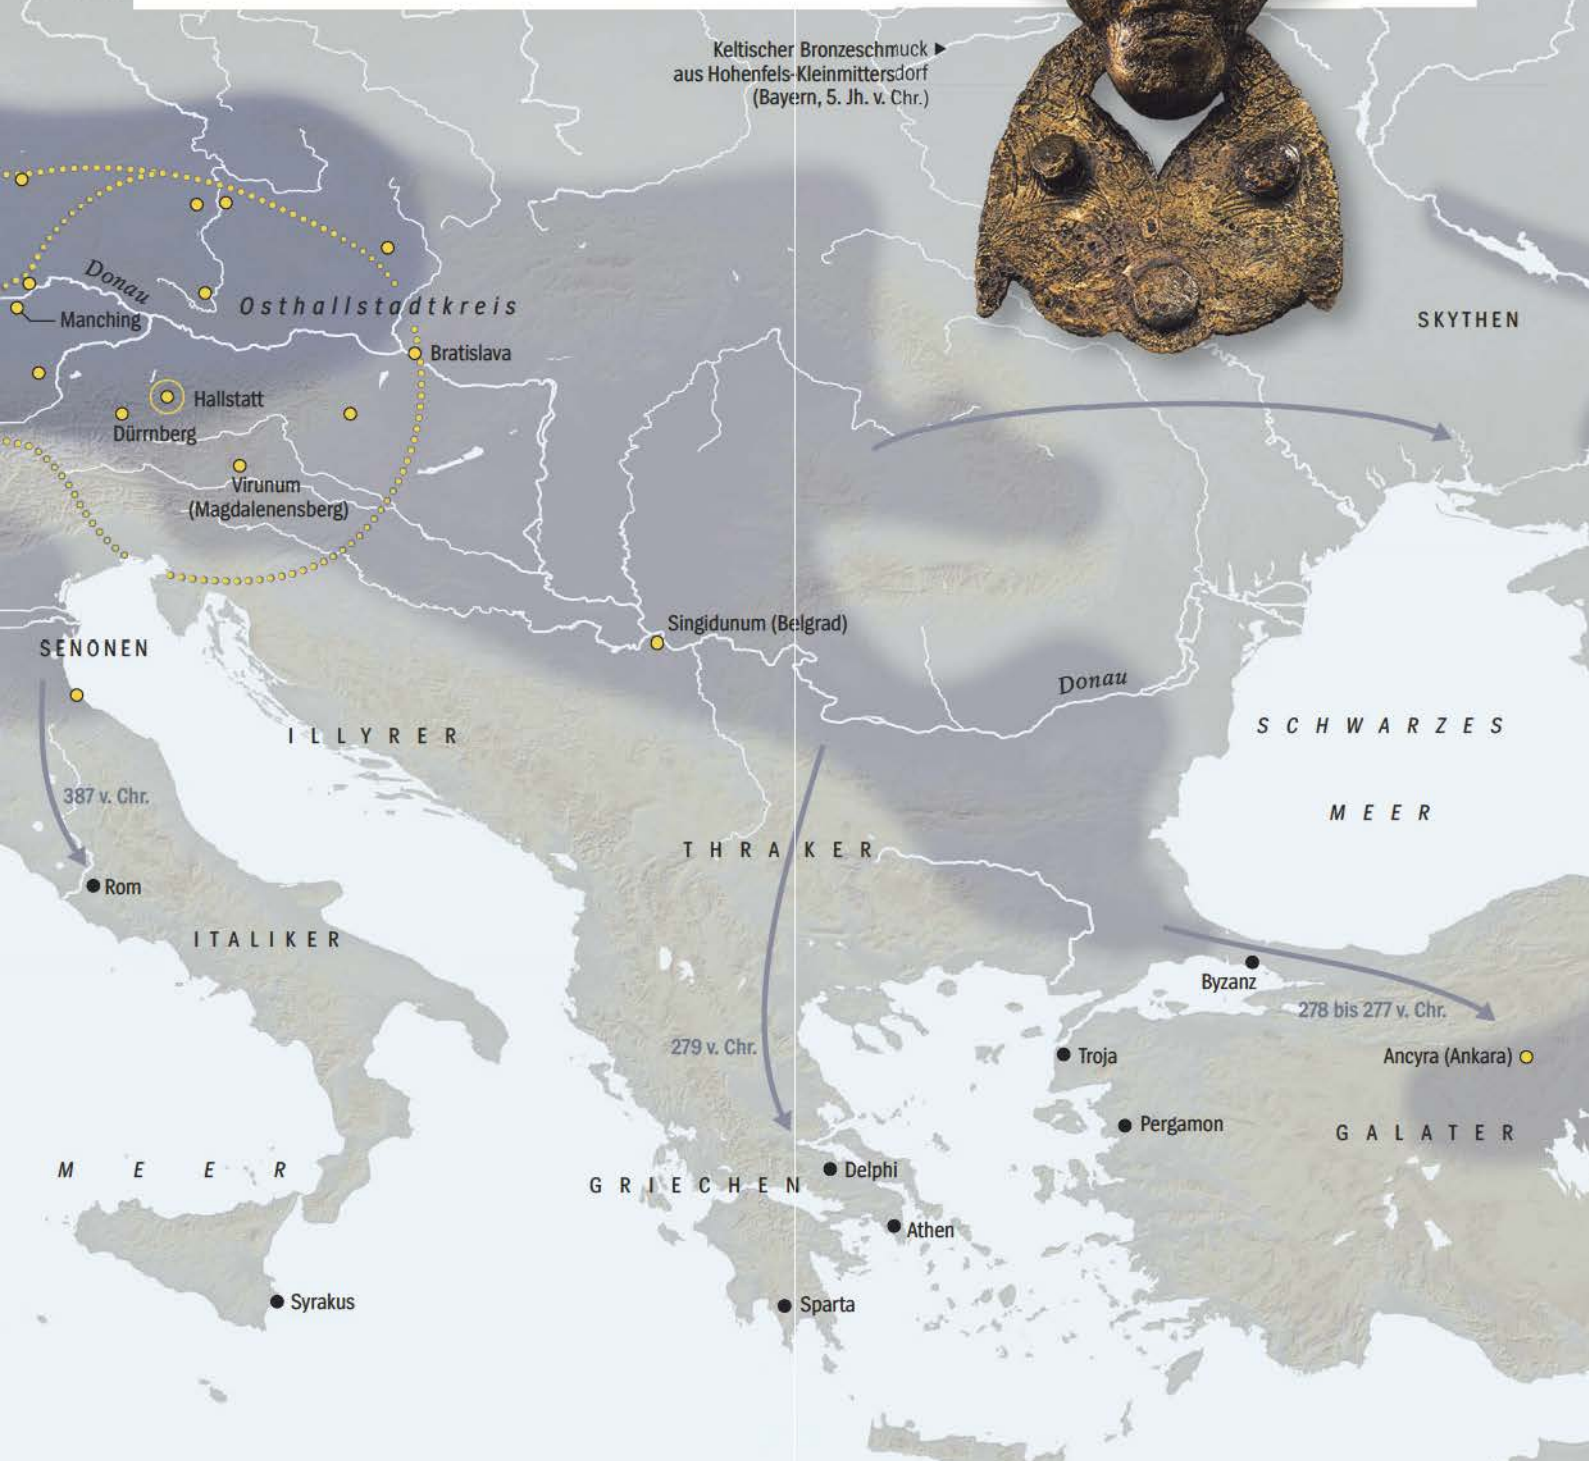 Keltischer Bronzeschmuck
aus Hohenfels-Kleinmittersdorf
(Bayern, 5. Jh. v. Chr.)
Donau
Osthallstadtkreis
Manching
Bratislava
Hallstatt
Dürrnberg
Virunum
(Magdalenensberg)
SKYTHEN
Singidunum (Belgrad)
SENONEN
Donau
ILLYRER
SCHWARZES
MEER
387 v. Chr.
THRAKER
Rom
ITALIKER
Byzanz
278 bis 277 v. Chr.
279 v. Chr.
Troja
Ancyra (Ankara)
Pergamon
GALATER
MEER
Delphi
GRIECHEN
Athen
Syrakus
Sparta